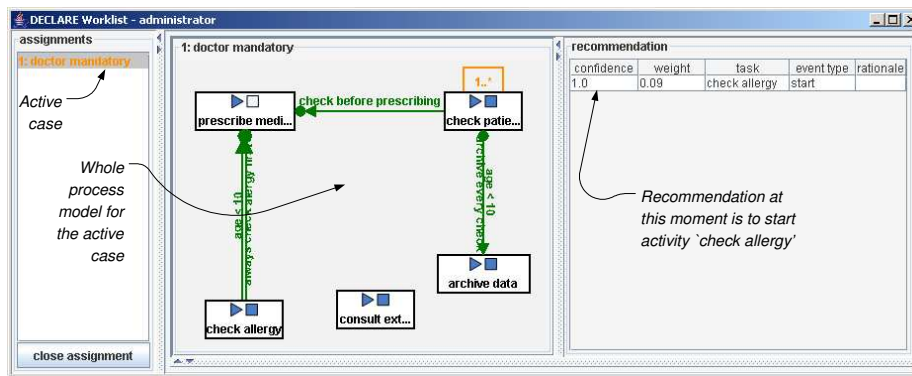 DECLARE Worklist - administrator
assignments
1: doctor mandatory
Active
case
Whole
process
model for
the active
case
close assignment
1: doctor mandatory
1..*
prescribe medi...
check before prescribing
check patie...
age < 10
always check alergy first
age < 10
archive every check
archive data
check allergy
consult ext...
recommendation
confidence weight task event type rationale
1.0 0.09 check allergy start
Recommendation at
this moment is to start
activity `check allergy'